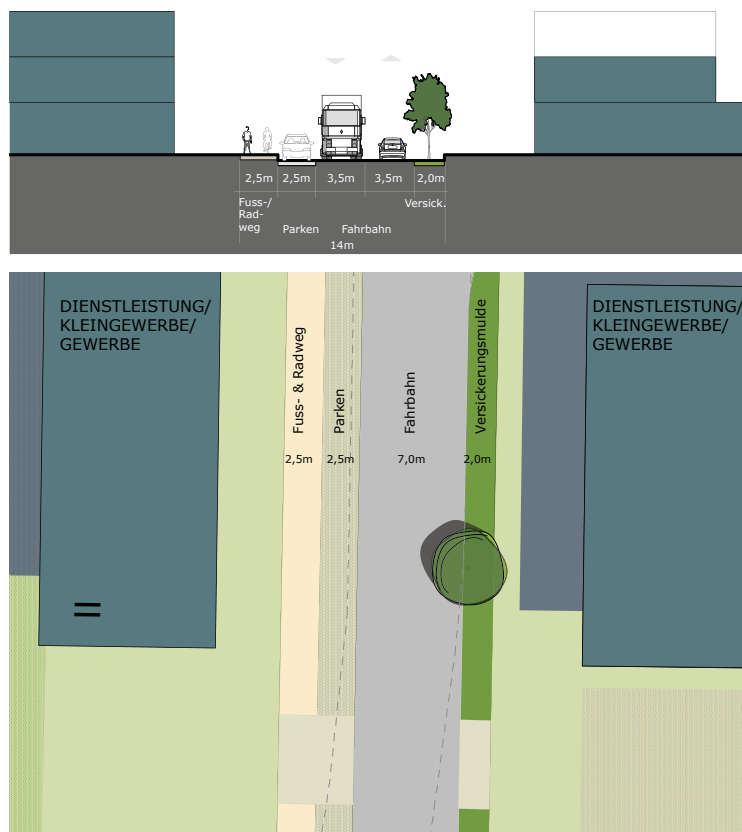 2,5m 2,5m 3,5m 3,5m 2,0m
Fuss-/
Rad-
weg
Parken
Fahrbahn
Versick.
14m
DIENSTLEISTUNG/
KLEINGEWERBE/
GEWERBE
II
Fuss- & Radweg
Parken
Fahrbahn
Versickerungsmulde
2,5m 2,5m 7,0m 2,0m
DIENSTLEISTUNG/
KLEINGEWERBE/
GEWERBE